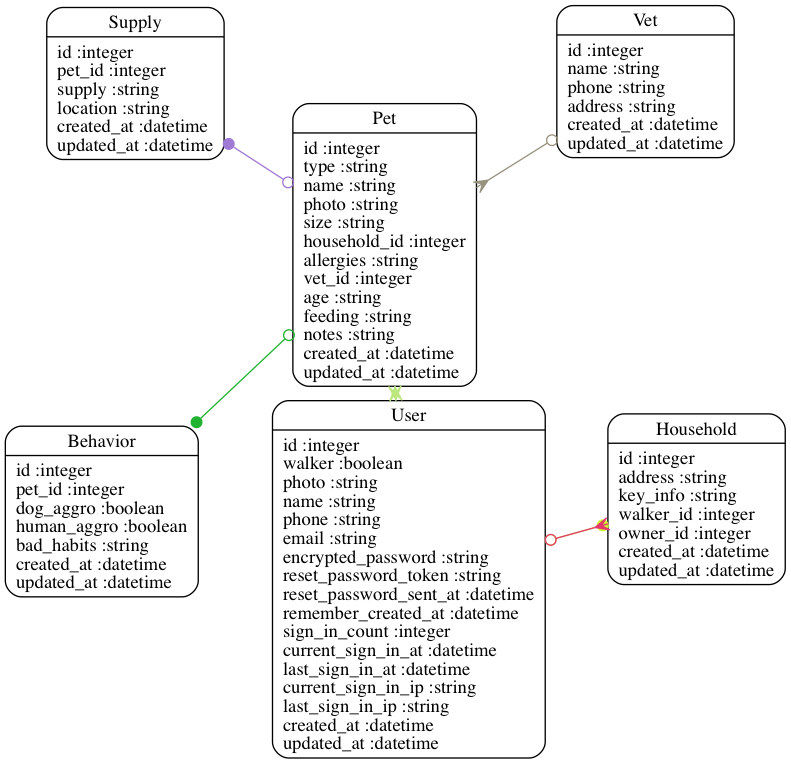 Supply
id :integer
pet_id :integer
supply :string
location :string
created_at :datetime
updated_at :datetime
Vet
id :integer
name :string
phone :string
address :string
created_at :datetime
updated_at :datetime
Pet
id :integer
type :string
name :string
photo :string
size :string
household_id :integer
allergies :string
vet_id :integer
age :string
feeding :string
notes :string
created_at :datetime
updated_at :datetime
Behavior
id :integer
pet_id :integer
dog_aggro :boolean
human_aggro :boolean
bad_habits :string
created_at :datetime
updated_at :datetime
User
id :integer
walker :boolean
photo :string
name :string
phone :string
email :string
encrypted_password :string
reset_password_token :string
reset_password_sent_at :datetime
remember_created_at :datetime
sign_in_count :integer
current_sign_in_at :datetime
last_sign_in_at :datetime
current_sign_in_ip :string
last_sign_in_ip :string
created_at :datetime
updated_at :datetime
Household
id :integer
address :string
key_info :string
walker_id :integer
owner_id :integer
created_at :datetime
updated_at :datetime